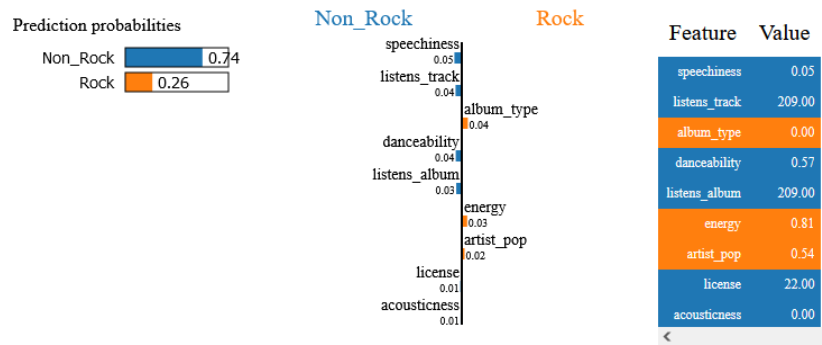 Prediction probabilities
Non_Rock 0.74
Rock 0.26
Non_Rock Rock
speechiness
0.05
listens_track
0.04
album_type
0.04
danceability
0.04
listens_album
0.03
energy
0.03
artist_pop
0.02
license
0.01
acousticness
0.01
Feature Value
speechiness 0.05
listens_track 209.00
album_type 0.00
danceability 0.57
listens_album 209.00
energy 0.81
artist_pop 0.54
license 22.00
acousticness 0.00